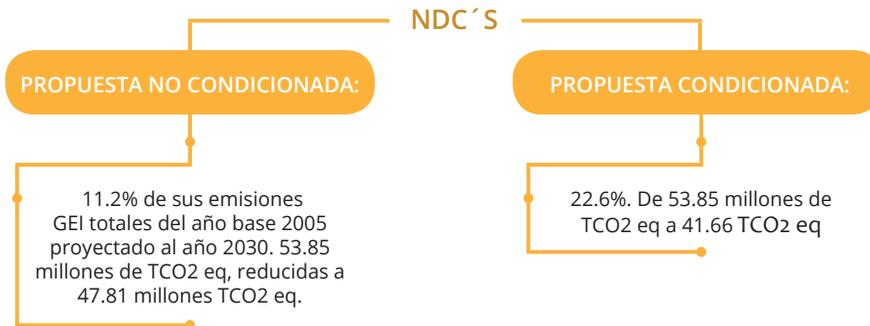 NDC´S
PROPUESTA NO CONDICIONADA:
11.2% de sus emisiones
GEI totales del año base 2005
proyectado al año 2030. 53.85
millones de TCO2 eq, reducidas a
47.81 millones TCO2 eq.
PROPUESTA CONDICIONADA:
22.6%. De 53.85 millones de
TCO2 eq a 41.66 TCO2 eq